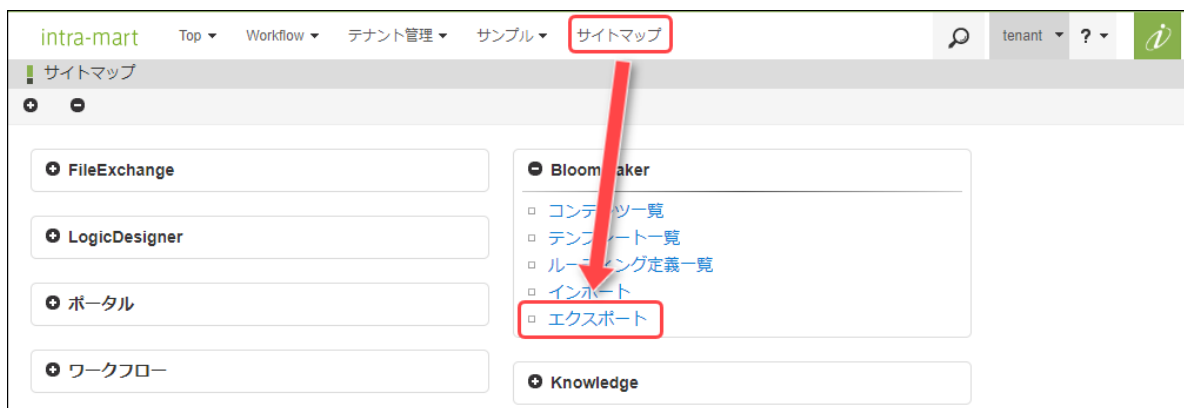 intra-mart Top Workflow テナント管理 サンプル サイトマップ tenant ?
サイトマップ
FileExchange
LogicDesigner
ポータル
ワークフロー
BloomMaker
コンテンツ一覧
テンプレート一覧
ルーティング定義一覧
インポート
エクスポート
Knowledge